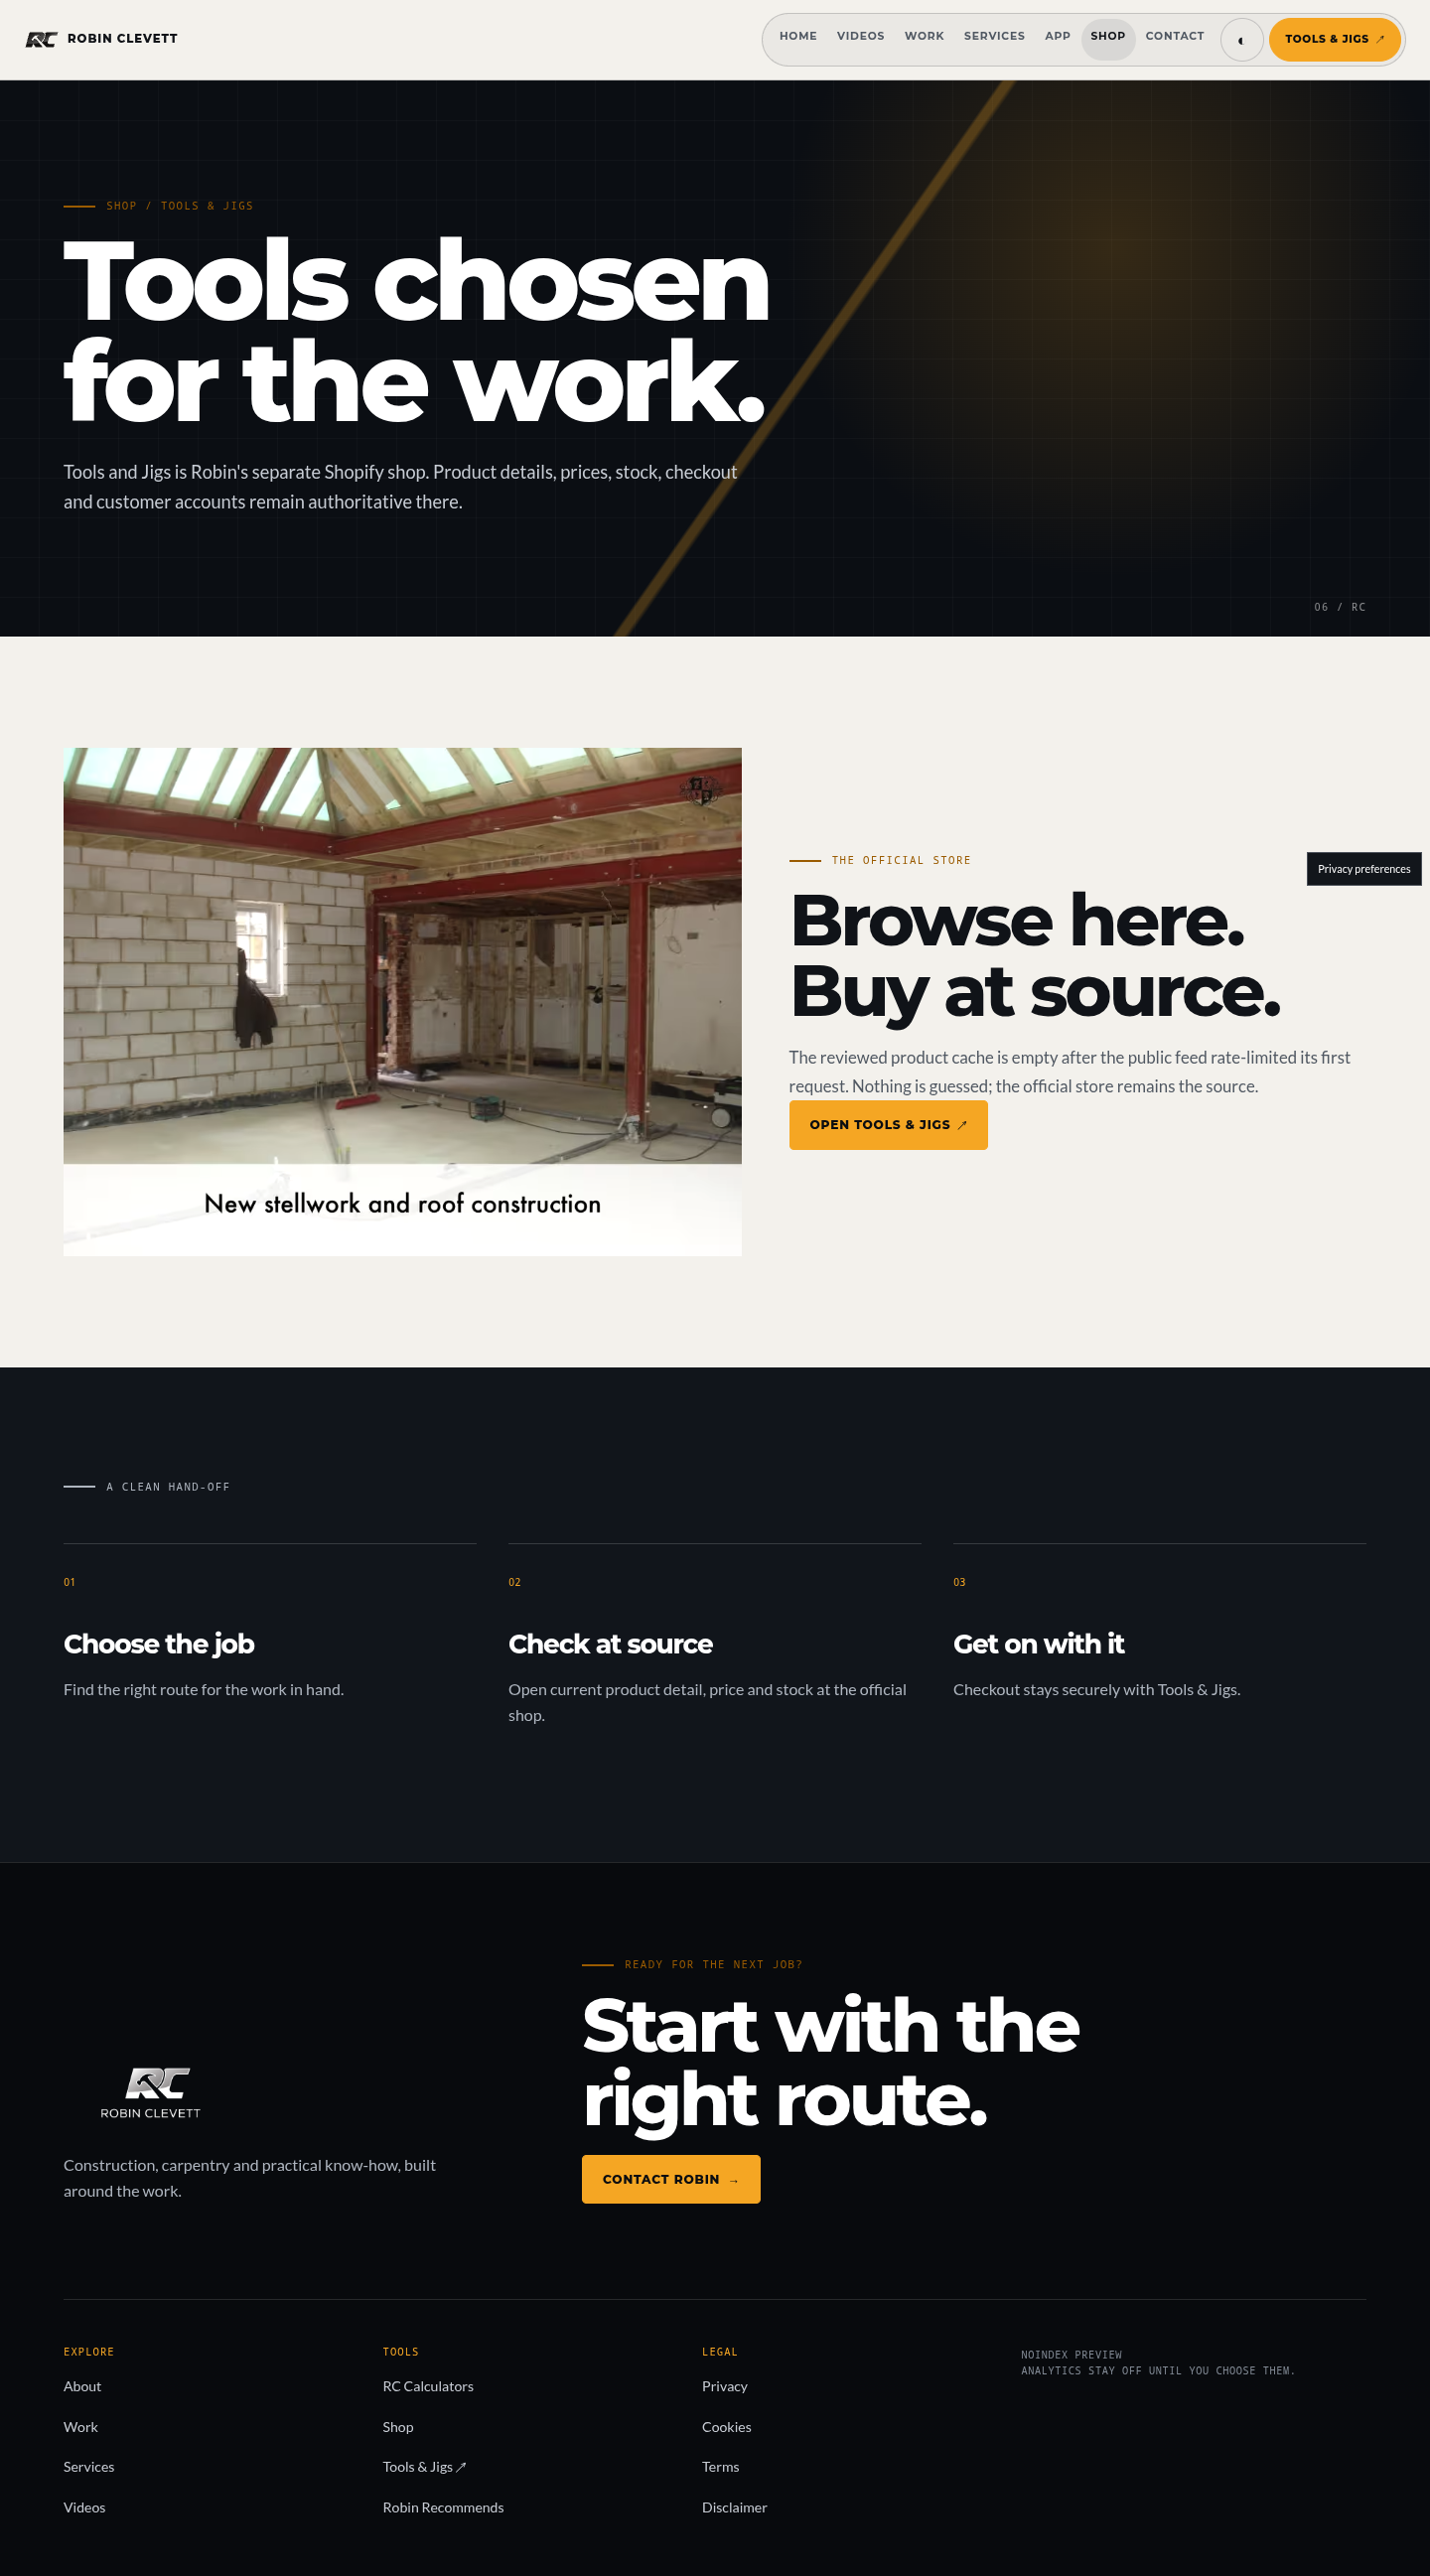 RC ROBIN CLEVETT
HOME VIDEOS WORK SERVICES APP SHOP CONTACT TOOLS & JIGS ↗
SHOP / TOOLS & JIGS
Tools chosen
for the work.
Tools and Jigs is Robin's separate Shopify shop. Product details, prices, stock, checkout
and customer accounts remain authoritative there.
06 / RC
New stellwork and roof construction
THE OFFICIAL STORE
Privacy preferences
Browse here.
Buy at source.
The reviewed product cache is empty after the public feed rate-limited its first
request. Nothing is guessed; the official store remains the source.
OPEN TOOLS & JIGS ↗
A CLEAN HAND-OFF
01
Choose the job
Find the right route for the work in hand.
02
Check at source
Open current product detail, price and stock at the official
shop.
03
Get on with it
Checkout stays securely with Tools & Jigs.
RC
ROBIN CLEVETT
Construction, carpentry and practical know-how, built
around the work.
READY FOR THE NEXT JOB?
Start with the
right route.
CONTACT ROBIN →
EXPLORE
About
Work
Services
Videos
TOOLS
RC Calculators
Shop
Tools & Jigs ↗
Robin Recommends
LEGAL
Privacy
Cookies
Terms
Disclaimer
NOINDEX PREVIEW
ANALYTICS STAY OFF UNTIL YOU CHOOSE THEM.